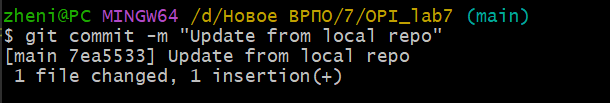 zheni@PC MINGW64 /d/Новое ВРПО/7/OPI_lab7 (main)
$ git commit -m "Update from local repo"
[main 7ea5533] Update from local repo
 1 file changed, 1 insertion(+)